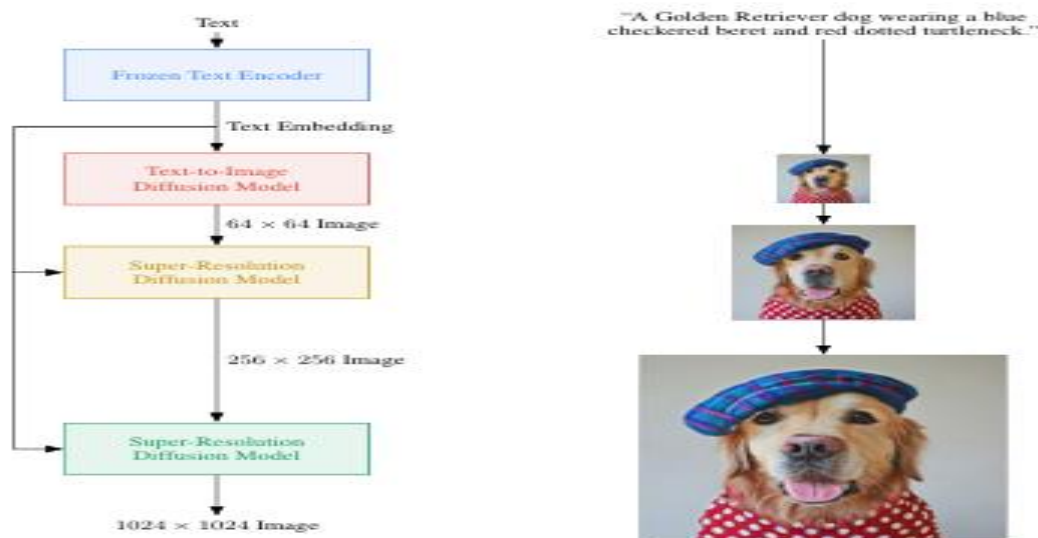 Text
Frozen Text Encoder
Text Embedding
Text-to-Image
Diffusion Model
64 × 64 Image
Super-Resolution
Diffusion Model
256 × 256 Image
Super-Resolution
Diffusion Model
1024 × 1024 Image
"A Golden Retriever dog wearing a blue
checkered beret and red dotted turtleneck."